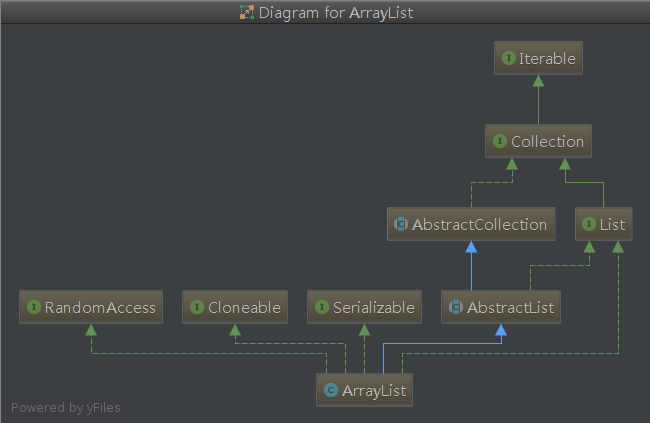 Diagram for ArrayList
I Iterable
I Collection
C AbstractCollection
I List
I RandomAccess
I Cloneable
I Serializable
C AbstractList
C ArrayList
Powered by yFiles